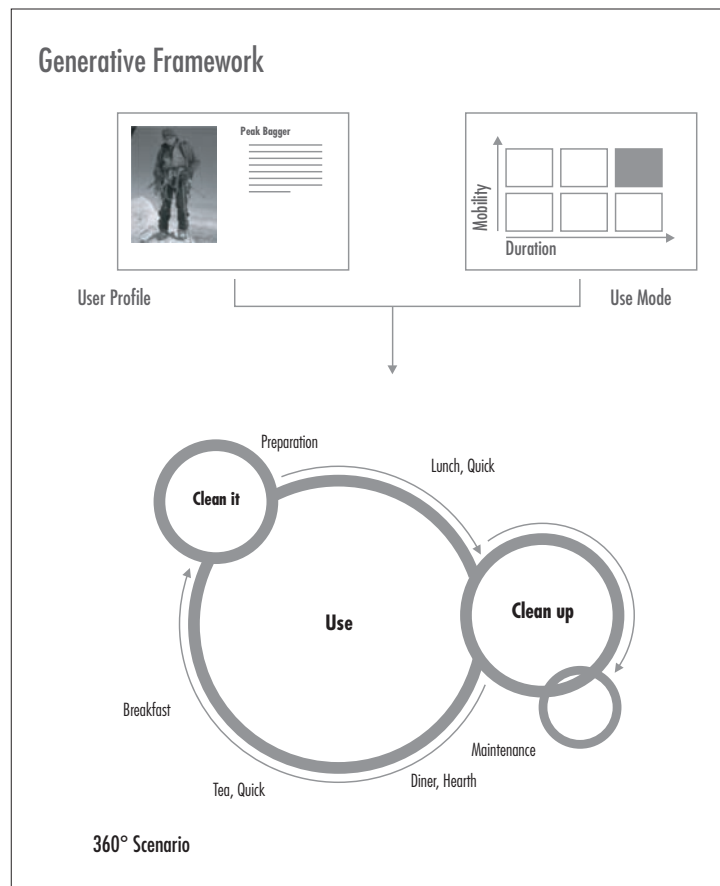 Generative Framework
Peak Bagger
Mobility
Duration
User Profile
Use Mode
Preparation
Lunch, Quick
Clean it
Use
Clean up
Breakfast
Maintenance
Tea, Quick
Diner, Hearth
360° Scenario